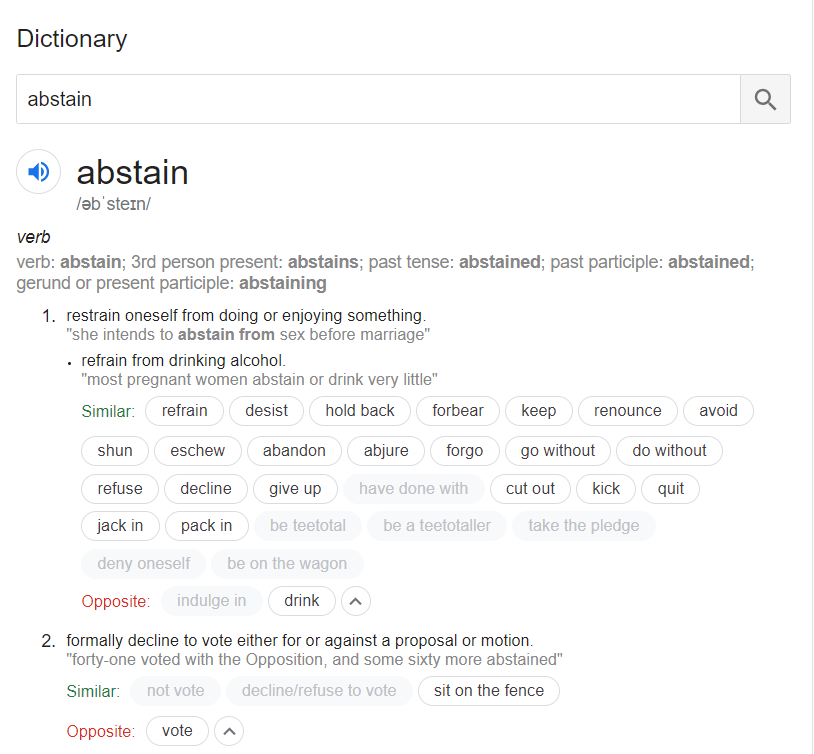 Dictionary
abstain
abstain
/əbˈsteɪn/
verb
verb: abstain; 3rd person present: abstains; past tense: abstained; past participle: abstained;
gerund or present participle: abstaining
1. restrain oneself from doing or enjoying something.
"she intends to abstain from sex before marriage"
• refrain from drinking alcohol.
"most pregnant women abstain or drink very little"
Similar: refrain desist hold back forbear keep renounce avoid
shun eschew abandon abjure forgo go without do without
refuse decline give up have done with cut out kick quit
jack in pack in be teetotal be a teetotaller take the pledge
deny oneself be on the wagon
Opposite: indulge in drink
2. formally decline to vote either for or against a proposal or motion.
"forty-one voted with the Opposition, and some sixty more abstained"
Similar: not vote decline/refuse to vote sit on the fence
Opposite: vote